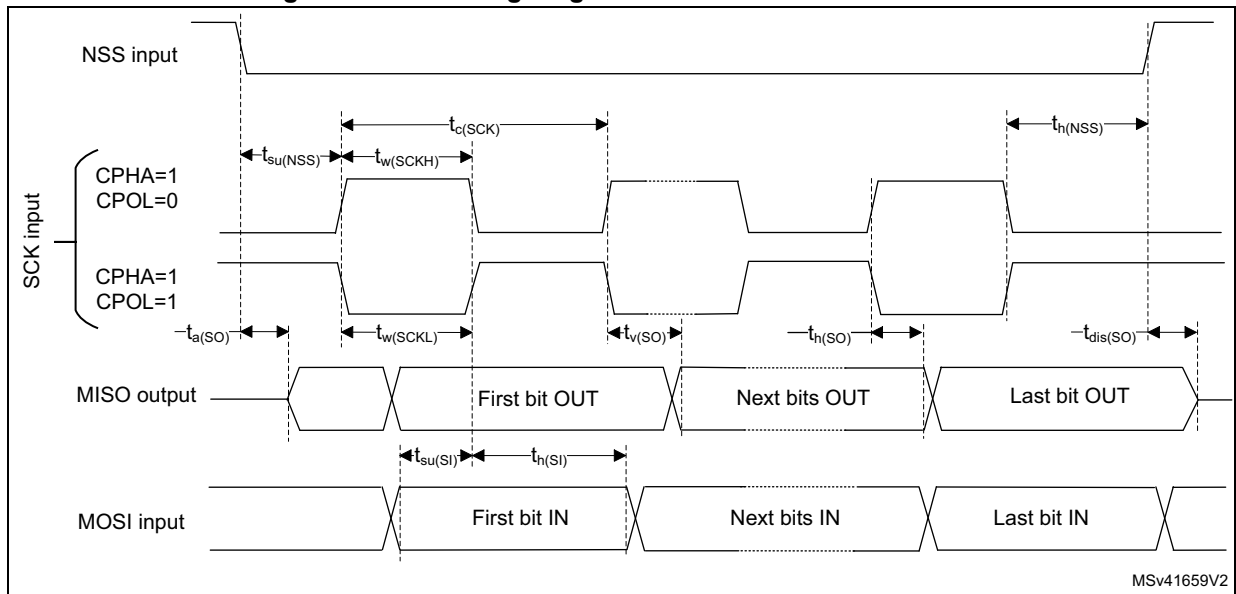 NSS input
tc(SCK)
th(NSS)
tsu(NSS)
tw(SCKH)
CPHA=1
CPOL=0
SCK input
CPHA=1
CPOL=1
ta(SO)
tw(SCKL)
tv(SO)
th(SO)
tdis(SO)
MISO output
First bit OUT
Next bits OUT
Last bit OUT
tsu(SI)
th(SI)
MOSI input
First bit IN
Next bits IN
Last bit IN
MSv41659V2